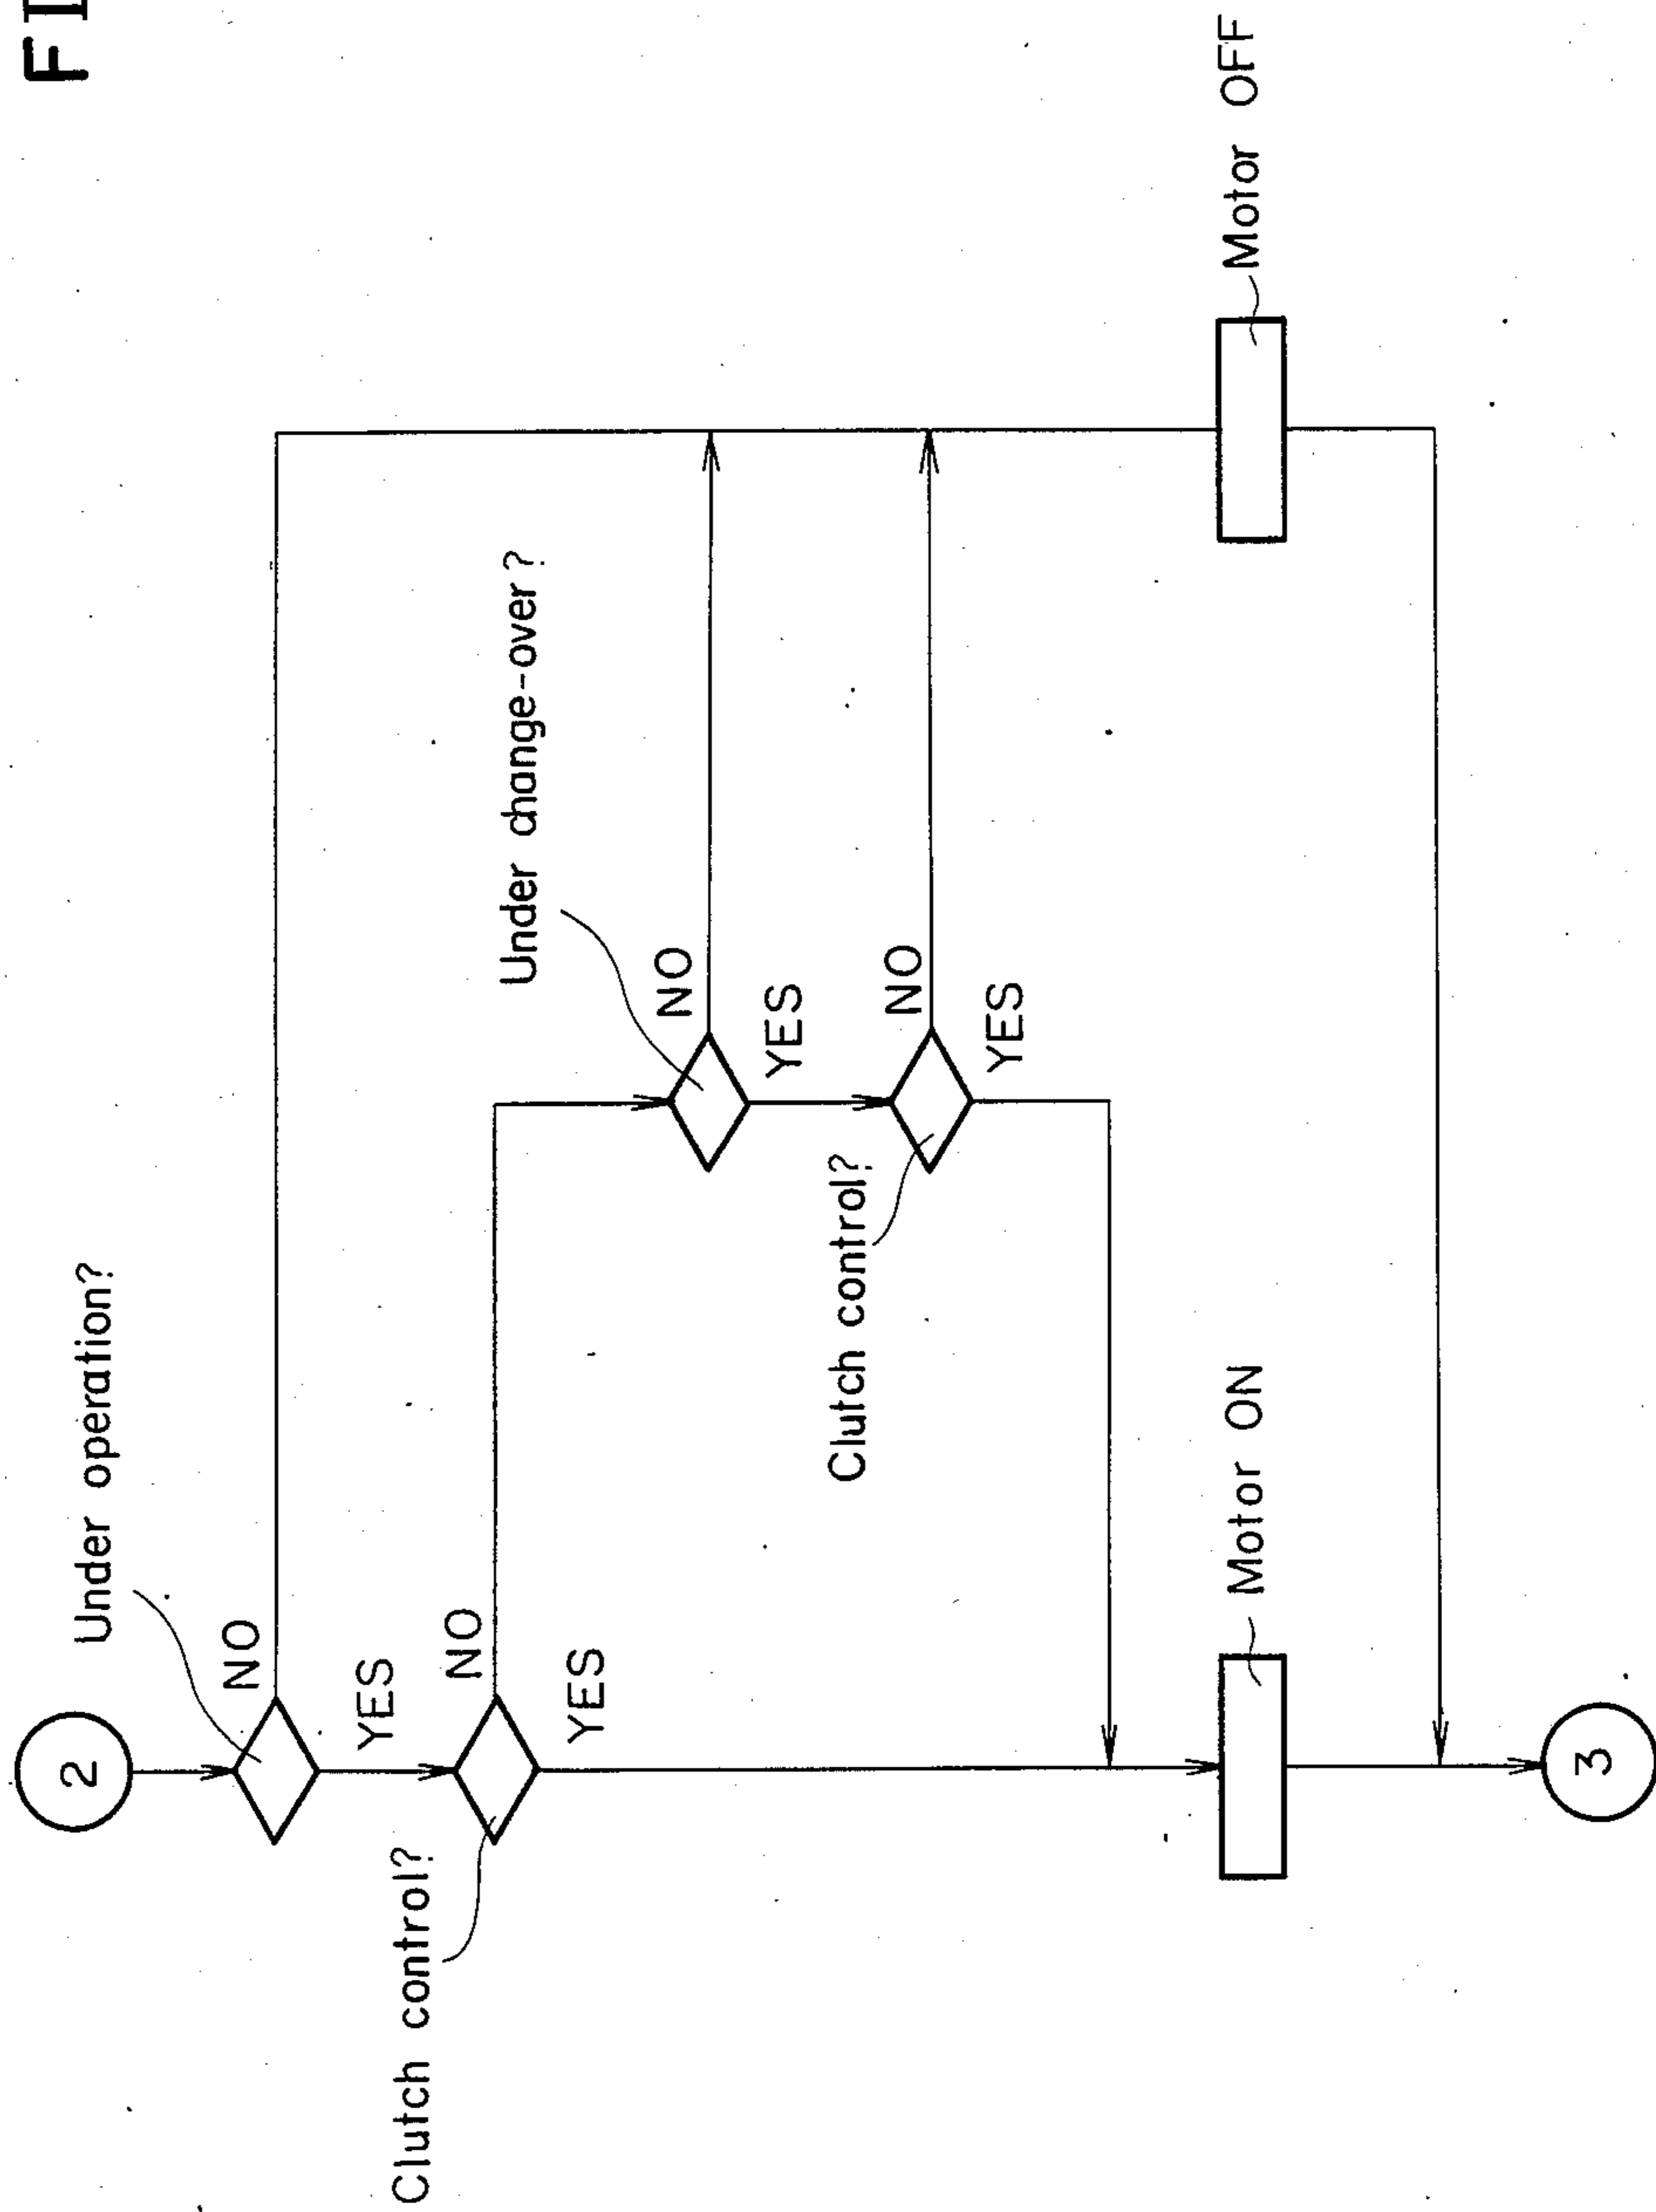 2
Under operation?
NO
YES
Clutch control?
NO
YES
Under change-over?
NO
YES
Clutch control?
NO
YES
Motor ON
Motor OFF
3